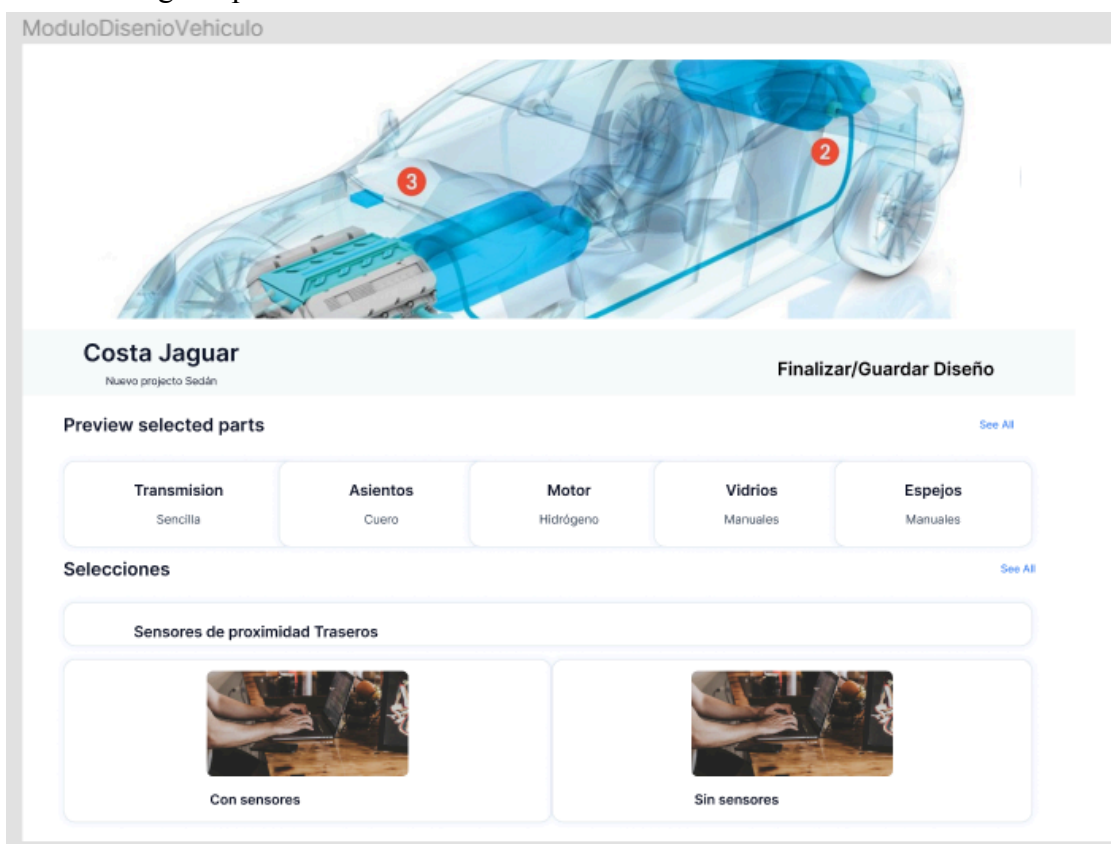 ModuloDisenioVehiculo
3
2
Costa Jaguar
Nuevo projecto Sedán
Finalizar/Guardar Diseño
Preview selected parts
See All
Transmision
Asientos
Motor
Vidrios
Espejos
Sencilla
Cuero
Hidrógeno
Manuales
Manuales
Selecciones
See All
Sensores de proximidad Traseros
Con sensores
Sin sensores